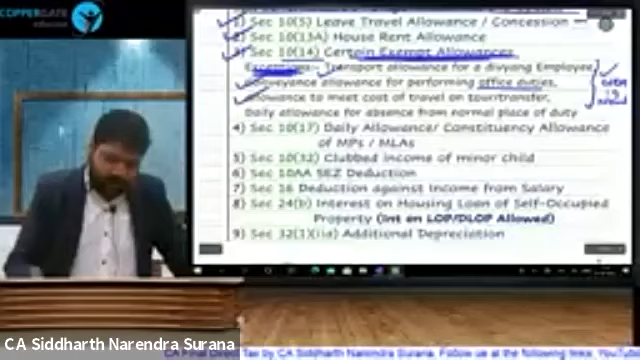 COPPERGATE
educare
1) Sec 10(5) Leave Travel Allowance / Concession
2) Sec 10(13A) House Rent Allowance
3) Sec 10(14) Certain Exempt Allowances
Exceptions:- Transport allowance for a divyang Employee,
Conveyance allowance for performing office duties,
Allowance to meet cost of travel on tour/transfer,
Daily allowance for absence from normal place of duty
4) Sec 10(17) Daily Allowance/ Constituency Allowance
of MPs / MLAs
5) Sec 10(32) Clubbed income of minor child
6) Sec 10AA SEZ Deduction
7) Sec 16 Deduction against Income from Salary
8) Sec 24(b) Interest on Housing Loan of Self-Occupied
Property (Int on LOP/DLOP Allowed)
9) Sec 32(1)(iia) Additional Depreciation
CA Siddharth Narendra Surana
CA Final Direct Tax by CA Siddharth Narendra Surana. Follow us at the following links: YouTu